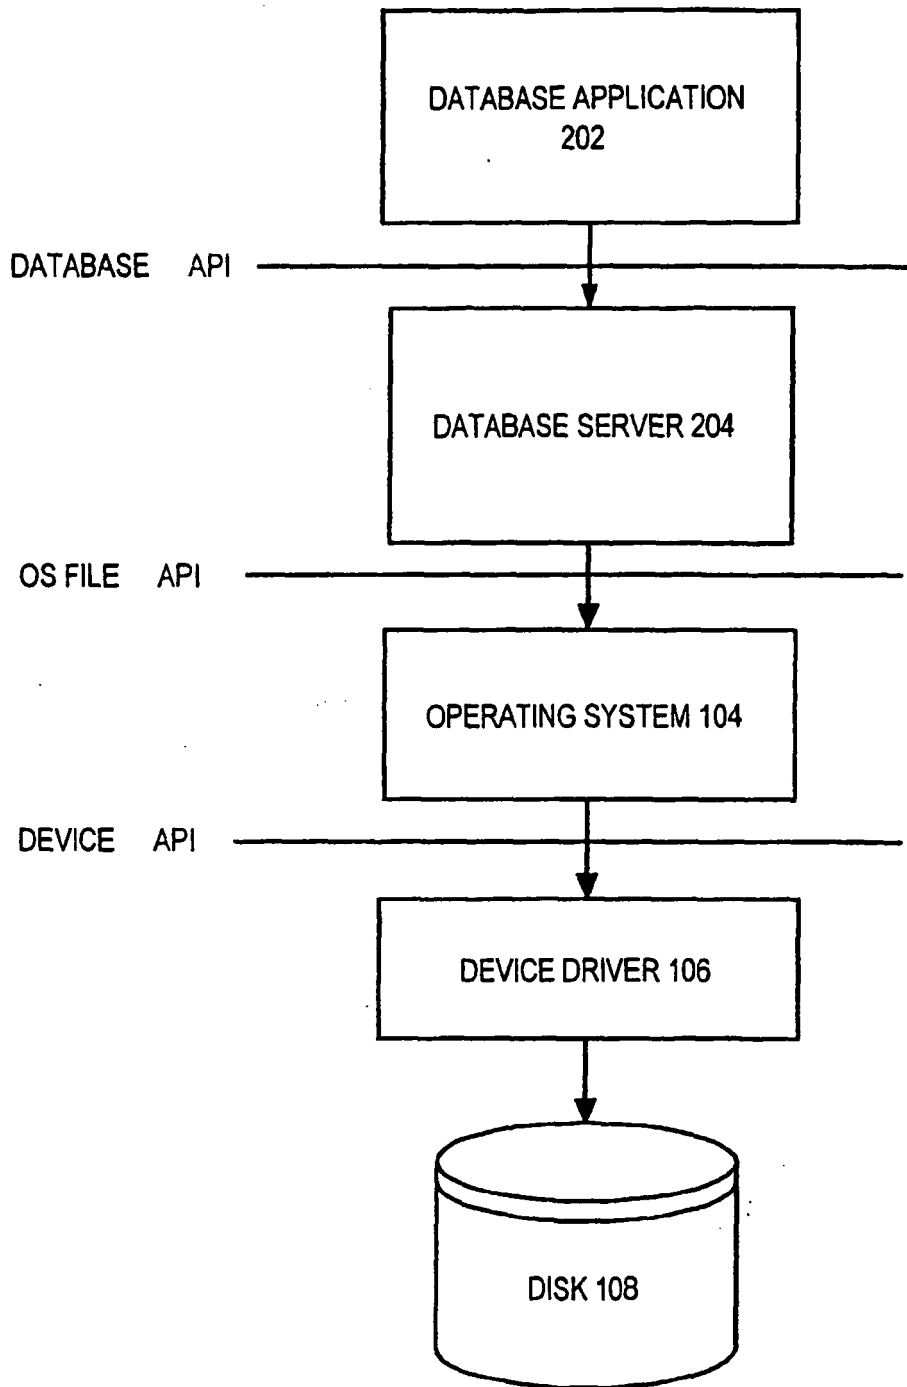 DATABASE APPLICATION
202
DATABASE API
DATABASE SERVER 204
OS FILE API
OPERATING SYSTEM 104
DEVICE API
DEVICE DRIVER 106
DISK 108